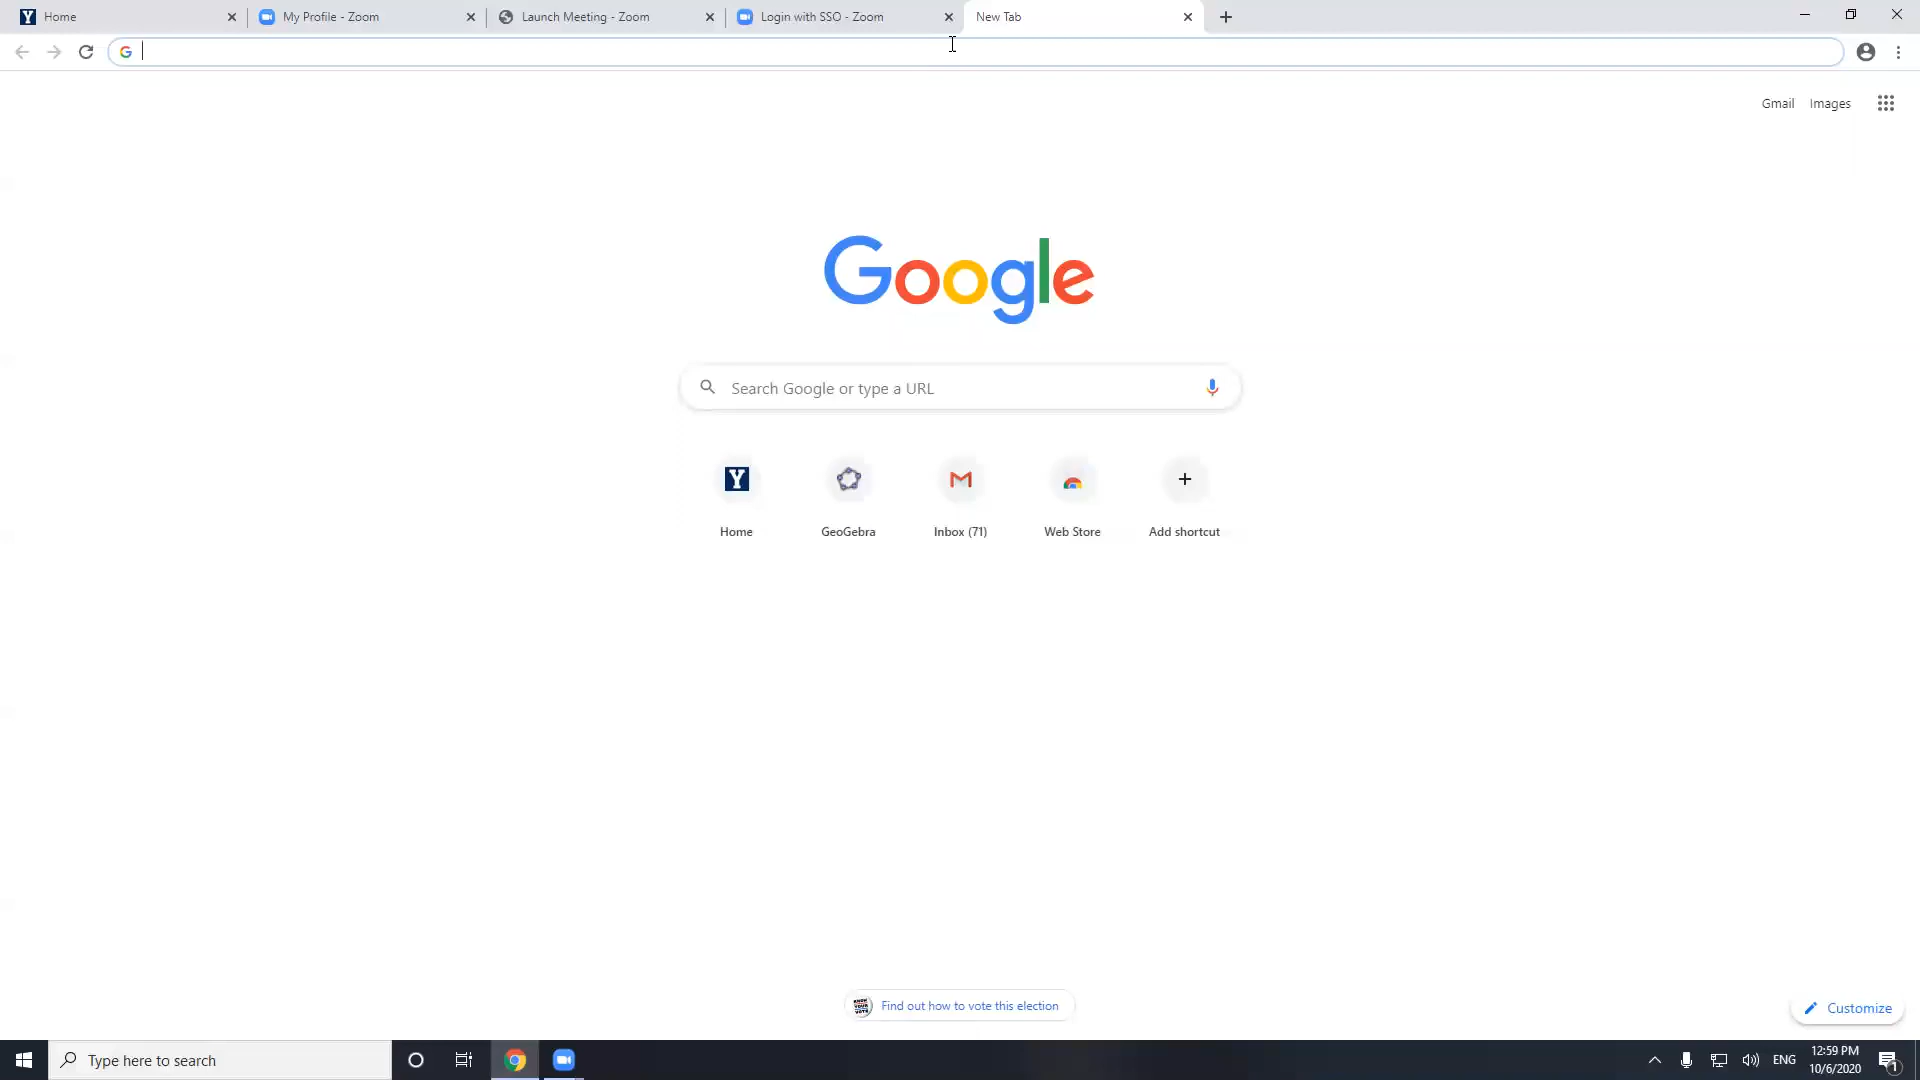 Home
My Profile - Zoom
Launch Meeting - Zoom
Login with SSO - Zoom
New Tab
Gmail Images
Google
Search Google or type a URL
Home
GeoGebra
Inbox (71)
Web Store
Add shortcut
Find out how to vote this election
Customize
Type here to search
ENG
12:59 PM
10/6/2020
1